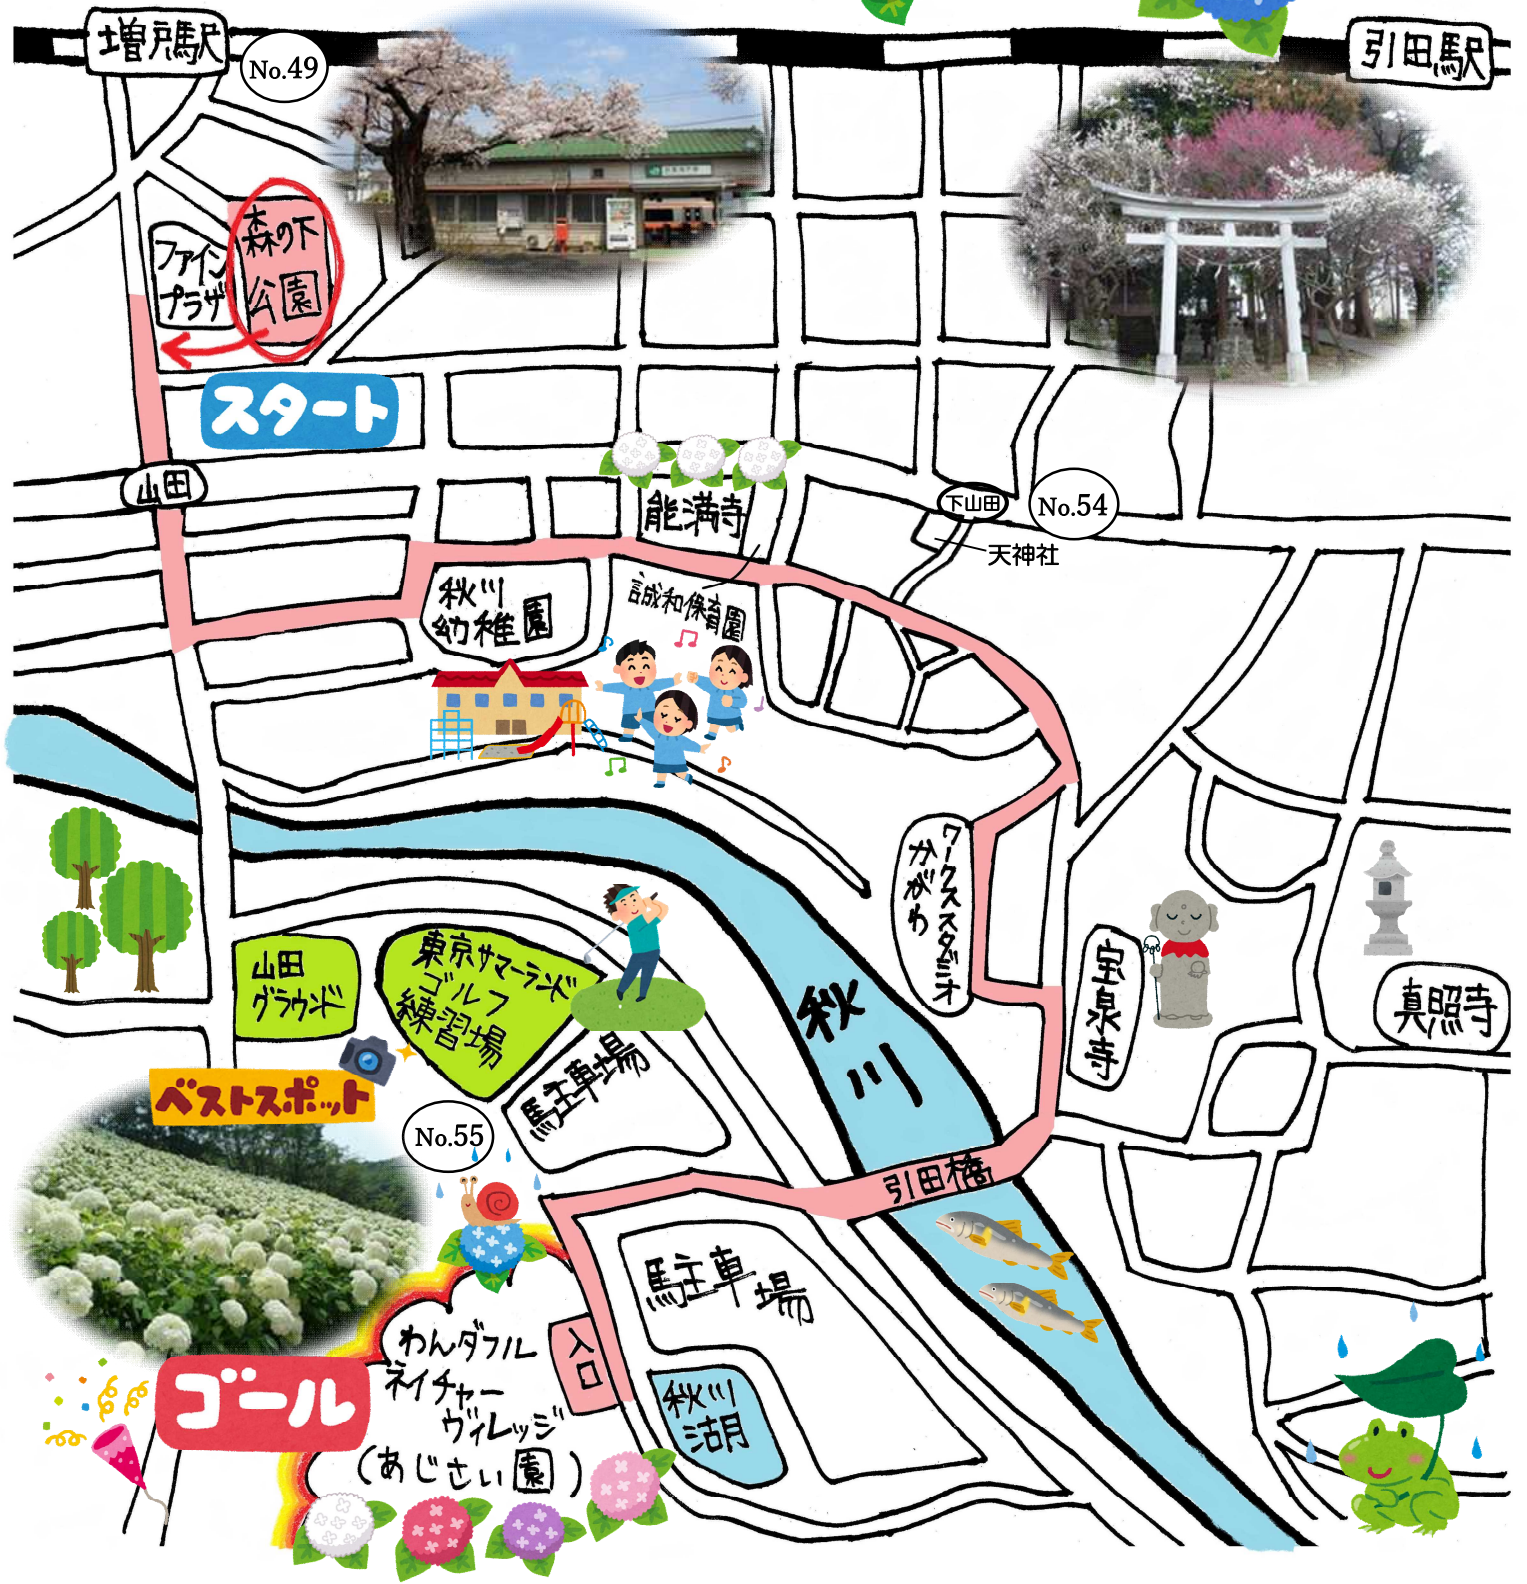 増戸駅
No.49
引田駅
森の下
公園
ファイン
プラザ
スタート
山田
能満寺
下山田
No.54
天神社
秋川
幼稚園
誠和保育園
ワークススタジオ
かがわ
山田
グラウンド
東京サマーランド
ゴルフ
練習場
秋川
宝泉寺
真照寺
ベストスポット
駐車場
No.55
引田橋
駐車場
わんダフル
ネイチャー
ヴィレッジ
(あじさい園)
入口
秋川
湖
ゴール